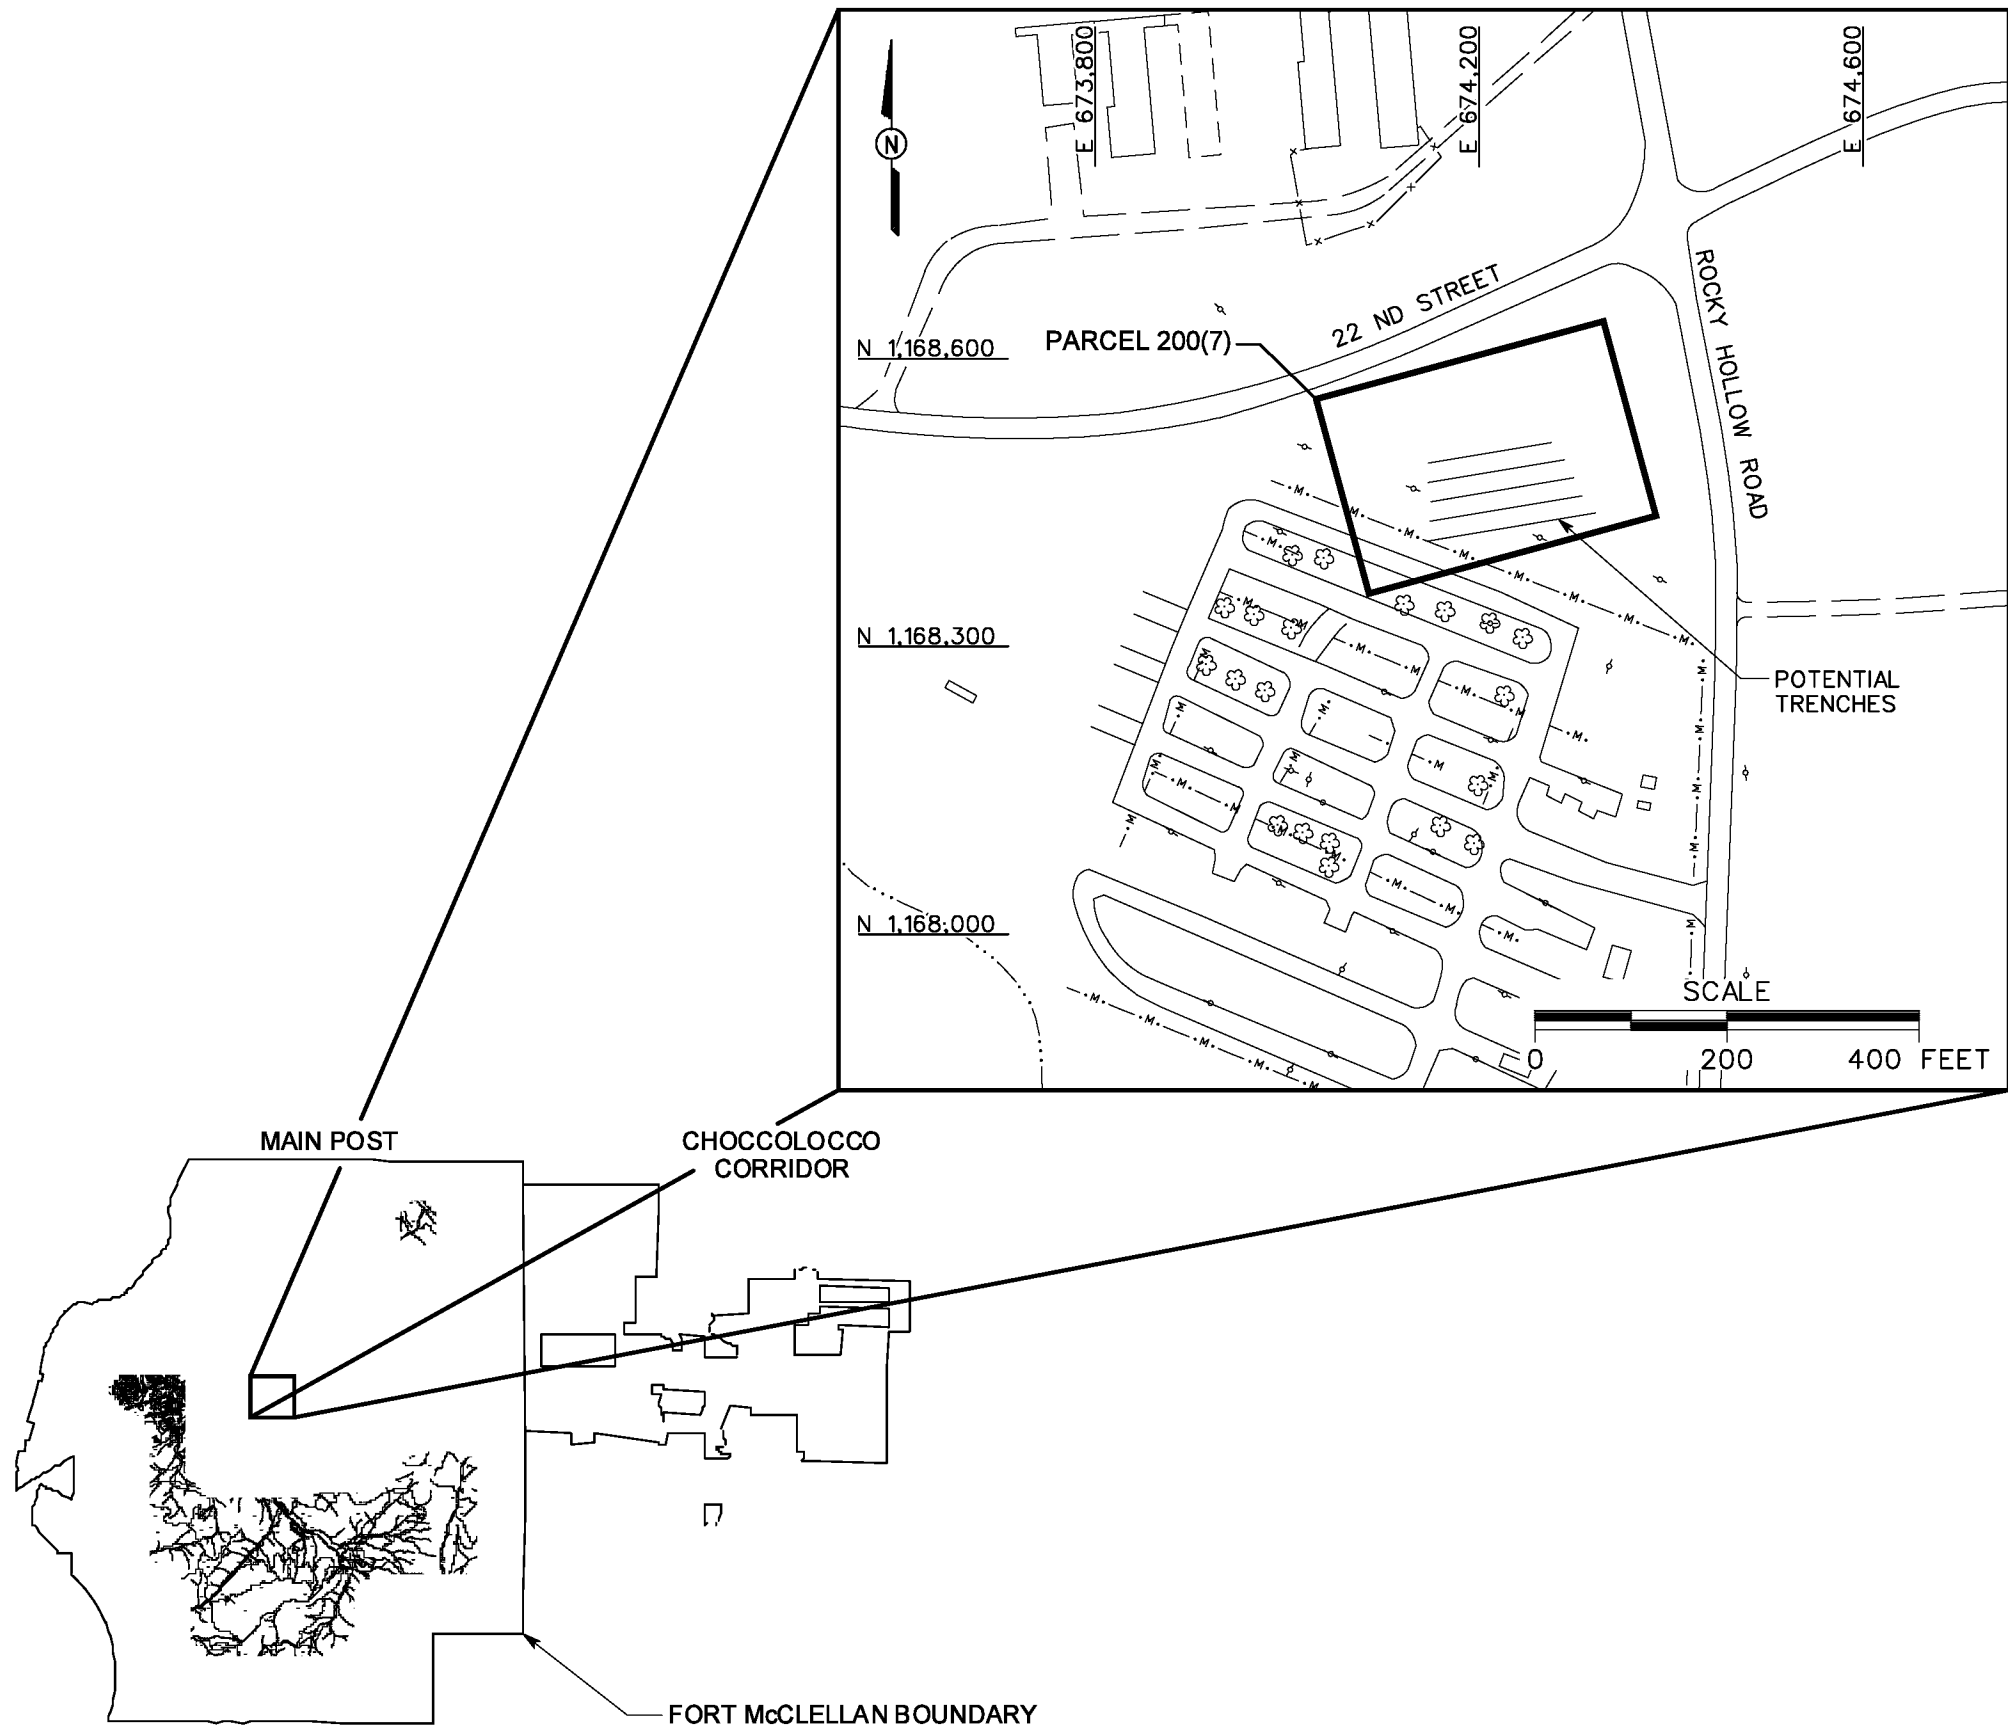 E 673,800
E 674,200
E 674,600
N
22 ND STREET
ROCKY HOLLOW ROAD
N 1,168,600
PARCEL 200(7)
N 1,168,300
POTENTIAL
TRENCHES
N 1,168,000
SCALE
0 200 400 FEET
MAIN POST
CHOCCOLOCCO
CORRIDOR
FORT McCLELLAN BOUNDARY